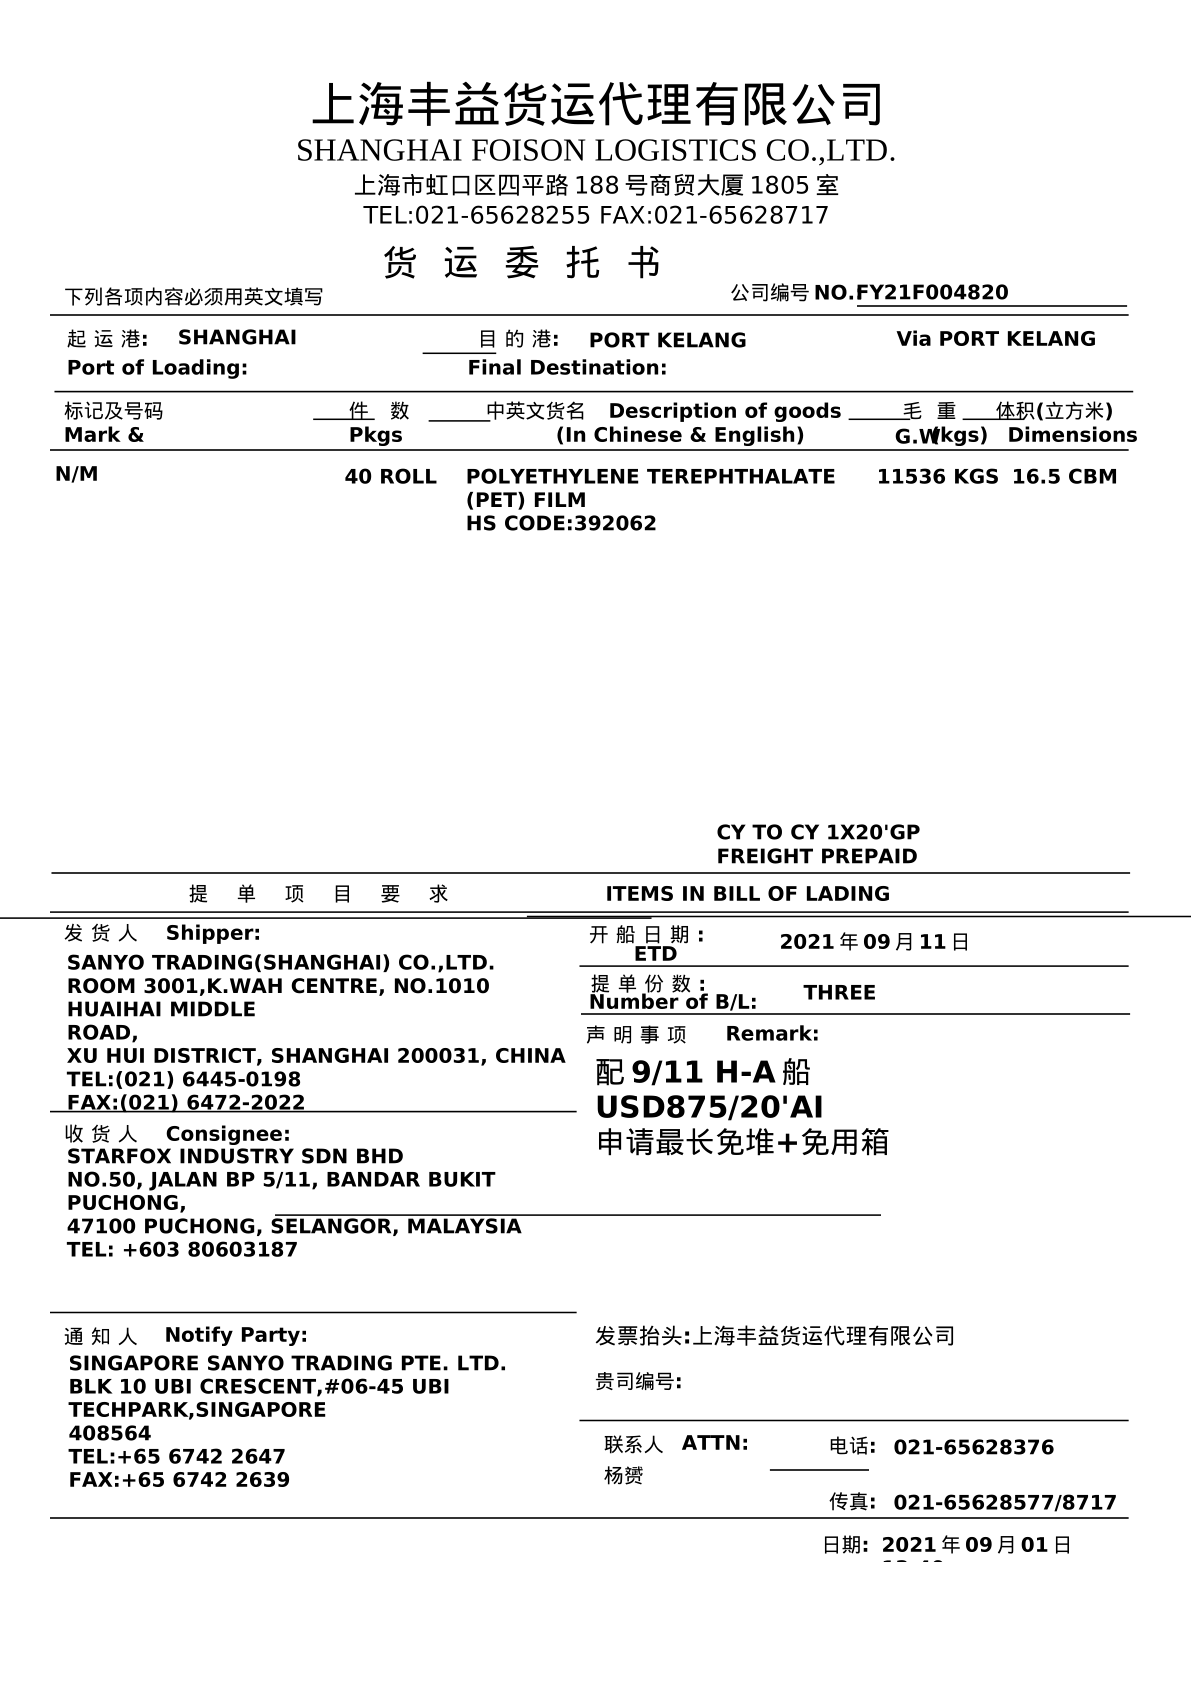 上海丰益货运代理有限公司
SHANGHAI FOISON LOGISTICS CO.,LTD.
上海市虹口区四平路 188 号商贸大厦 1805 室
TEL:021-65628255 FAX:021-65628717
货 运 委 托 书
下列各项内容必须用英文填写 公司编号 NO.FY21F004820
起 运 港: SHANGHAI 目 的 港: PORT KELANG Via PORT KELANG
Port of Loading: Final Destination:
标记及号码 件 数 中英文货名 Description of goods 毛 重 体积(立方米)
Mark & Pkgs (In Chinese & English) G.W(kgs) Dimensions
N/M 40 ROLL POLYETHYLENE TEREPHTHALATE 11536 KGS 16.5 CBM
(PET) FILM
HS CODE:392062
CY TO CY 1X20'GP
FREIGHT PREPAID
提 单 项 目 要 求 ITEMS IN BILL OF LADING
发 货 人 Shipper:
SANYO TRADING(SHANGHAI) CO.,LTD.
ROOM 3001,K.WAH CENTRE, NO.1010
HUAIHAI MIDDLE
ROAD,
XU HUI DISTRICT, SHANGHAI 200031, CHINA
TEL:(021) 6445-0198
FAX:(021) 6472-2022
开 船 日 期 : 2021 年 09 月 11 日
ETD
提 单 份 数 : THREE
Number of B/L:
声 明 事 项 Remark:
配 9/11 H-A 船
USD875/20'AI
申请最长免堆+免用箱
收 货 人 Consignee:
STARFOX INDUSTRY SDN BHD
NO.50, JALAN BP 5/11, BANDAR BUKIT
PUCHONG,
47100 PUCHONG, SELANGOR, MALAYSIA
TEL: +603 80603187
通 知 人 Notify Party:
SINGAPORE SANYO TRADING PTE. LTD.
BLK 10 UBI CRESCENT,#06-45 UBI
TECHPARK,SINGAPORE
408564
TEL:+65 6742 2647
FAX:+65 6742 2639
发票抬头:上海丰益货运代理有限公司
贵司编号:
联系人 ATTN: 电话: 021-65628376
杨赟
传真: 021-65628577/8717
日期: 2021 年 09 月 01 日